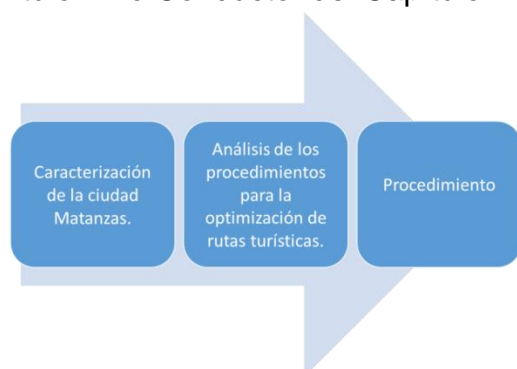 Caracterización
de la ciudad
Matanzas.
Análisis de los
procedimientos
para la
optimización de
rutas turísticas.
Procedimiento